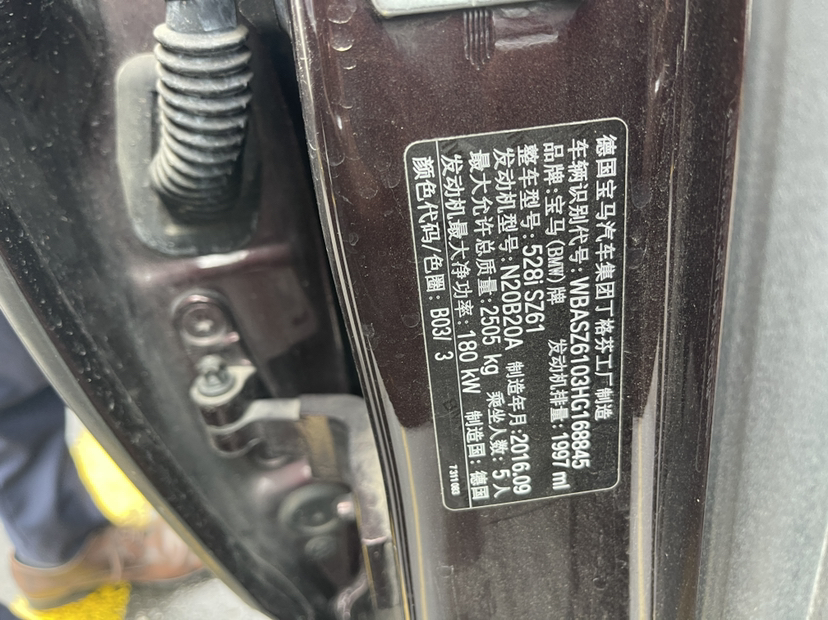 德国宝马汽车集团丁格芬工厂制造
车辆识别代号:WBASZ6103HG168845
品牌:宝马(BMW)牌 发动机排量:1997 ml
整车型号:528i SZ61
发动机型号:N20B20A 制造年月:2016.09
最大允许总质量:2505 kg 乘坐人数:5人
发动机最大净功率:180 kW 制造国:德国
颜色代码/色圈:B03/ 3
7311083